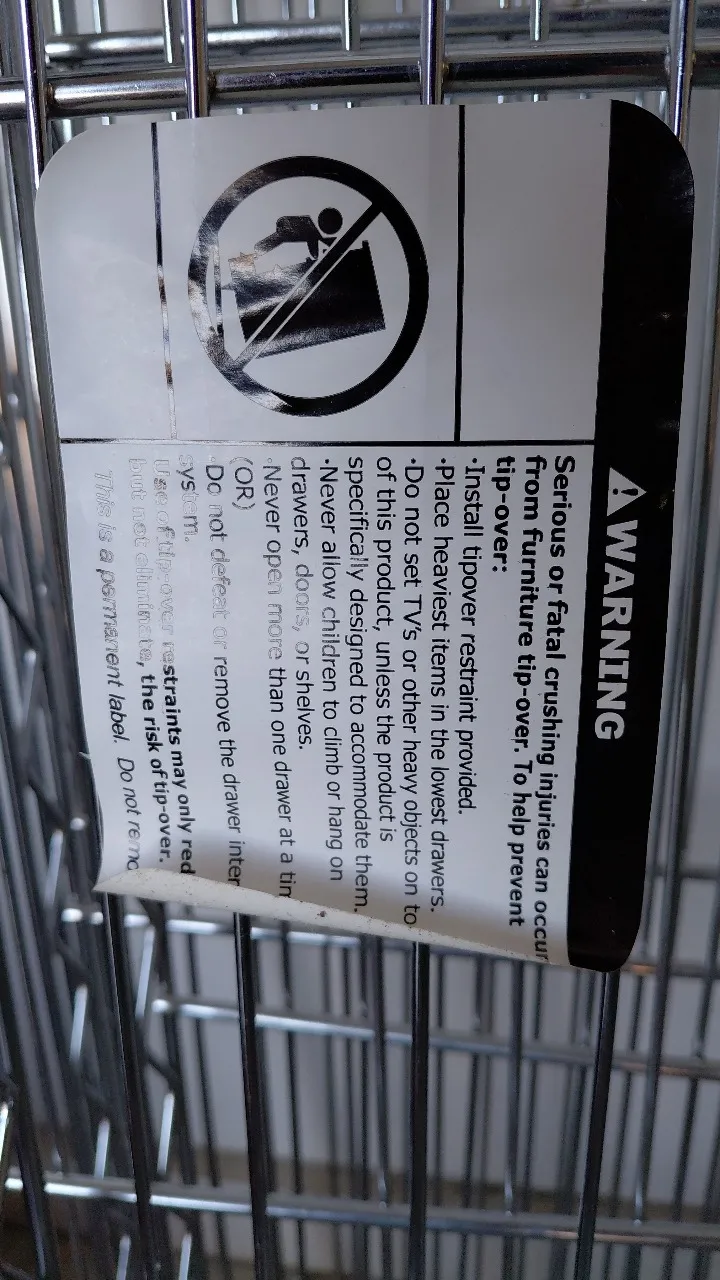 WARNING
Serious or fatal crushing injuries can occur
from furniture tip-over. To help prevent
tip-over:
·Install tipover restraint provided.
·Place heaviest items in the lowest drawers.
·Do not set TV's or other heavy objects on to
of this product, unless the product is
specifically designed to accommodate them.
·Never allow children to climb or hang on
drawers, doors, or shelves.
·Never open more than one drawer at a tim
(OR)
·Do not defeat or remove the drawer inter
system.
Use of tip-over restraints may only red
but not eliminate, the risk of tip-over.
This is a permanent label. Do not remo